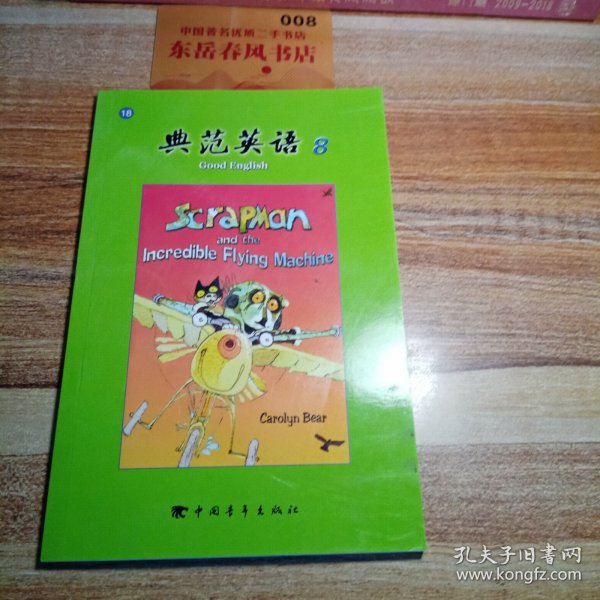 008
中国著名优质二手书店
东岳春风书店
2009-2018
18
典范英语 8
Good English
Scrapman
and the
Incredible Flying Machine
Carolyn Bear
中国青年出版社
孔夫子旧书网
www.kongfz.com